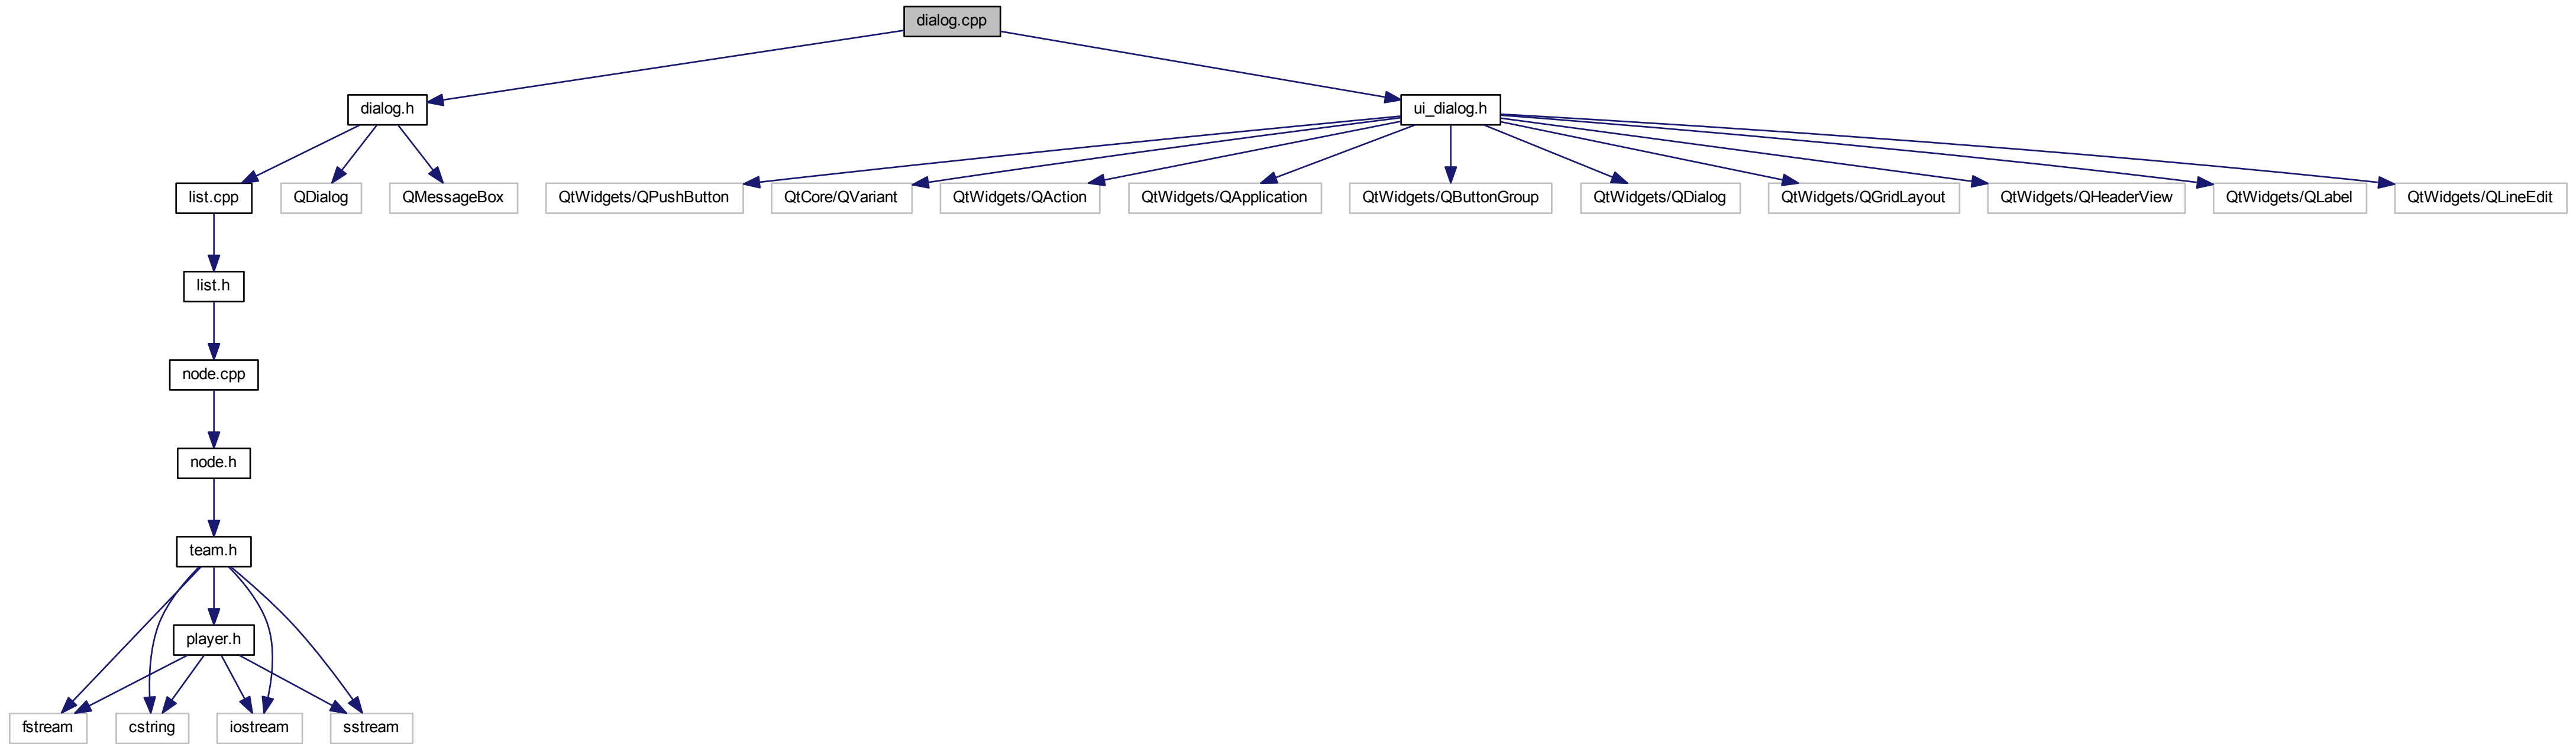 dialog.cpp
dialog.h
ui_dialog.h
list.cpp
QDialog
QMessageBox
QtWidgets/QPushButton
QtCore/QVariant
QtWidgets/QAction
QtWidgets/QApplication
QtWidgets/QButtonGroup
QtWidgets/QDialog
QtWidgets/QGridLayout
QtWidgets/QHeaderView
QtWidgets/QLabel
QtWidgets/QLineEdit
list.h
node.cpp
node.h
team.h
player.h
fstream
cstring
iostream
sstream